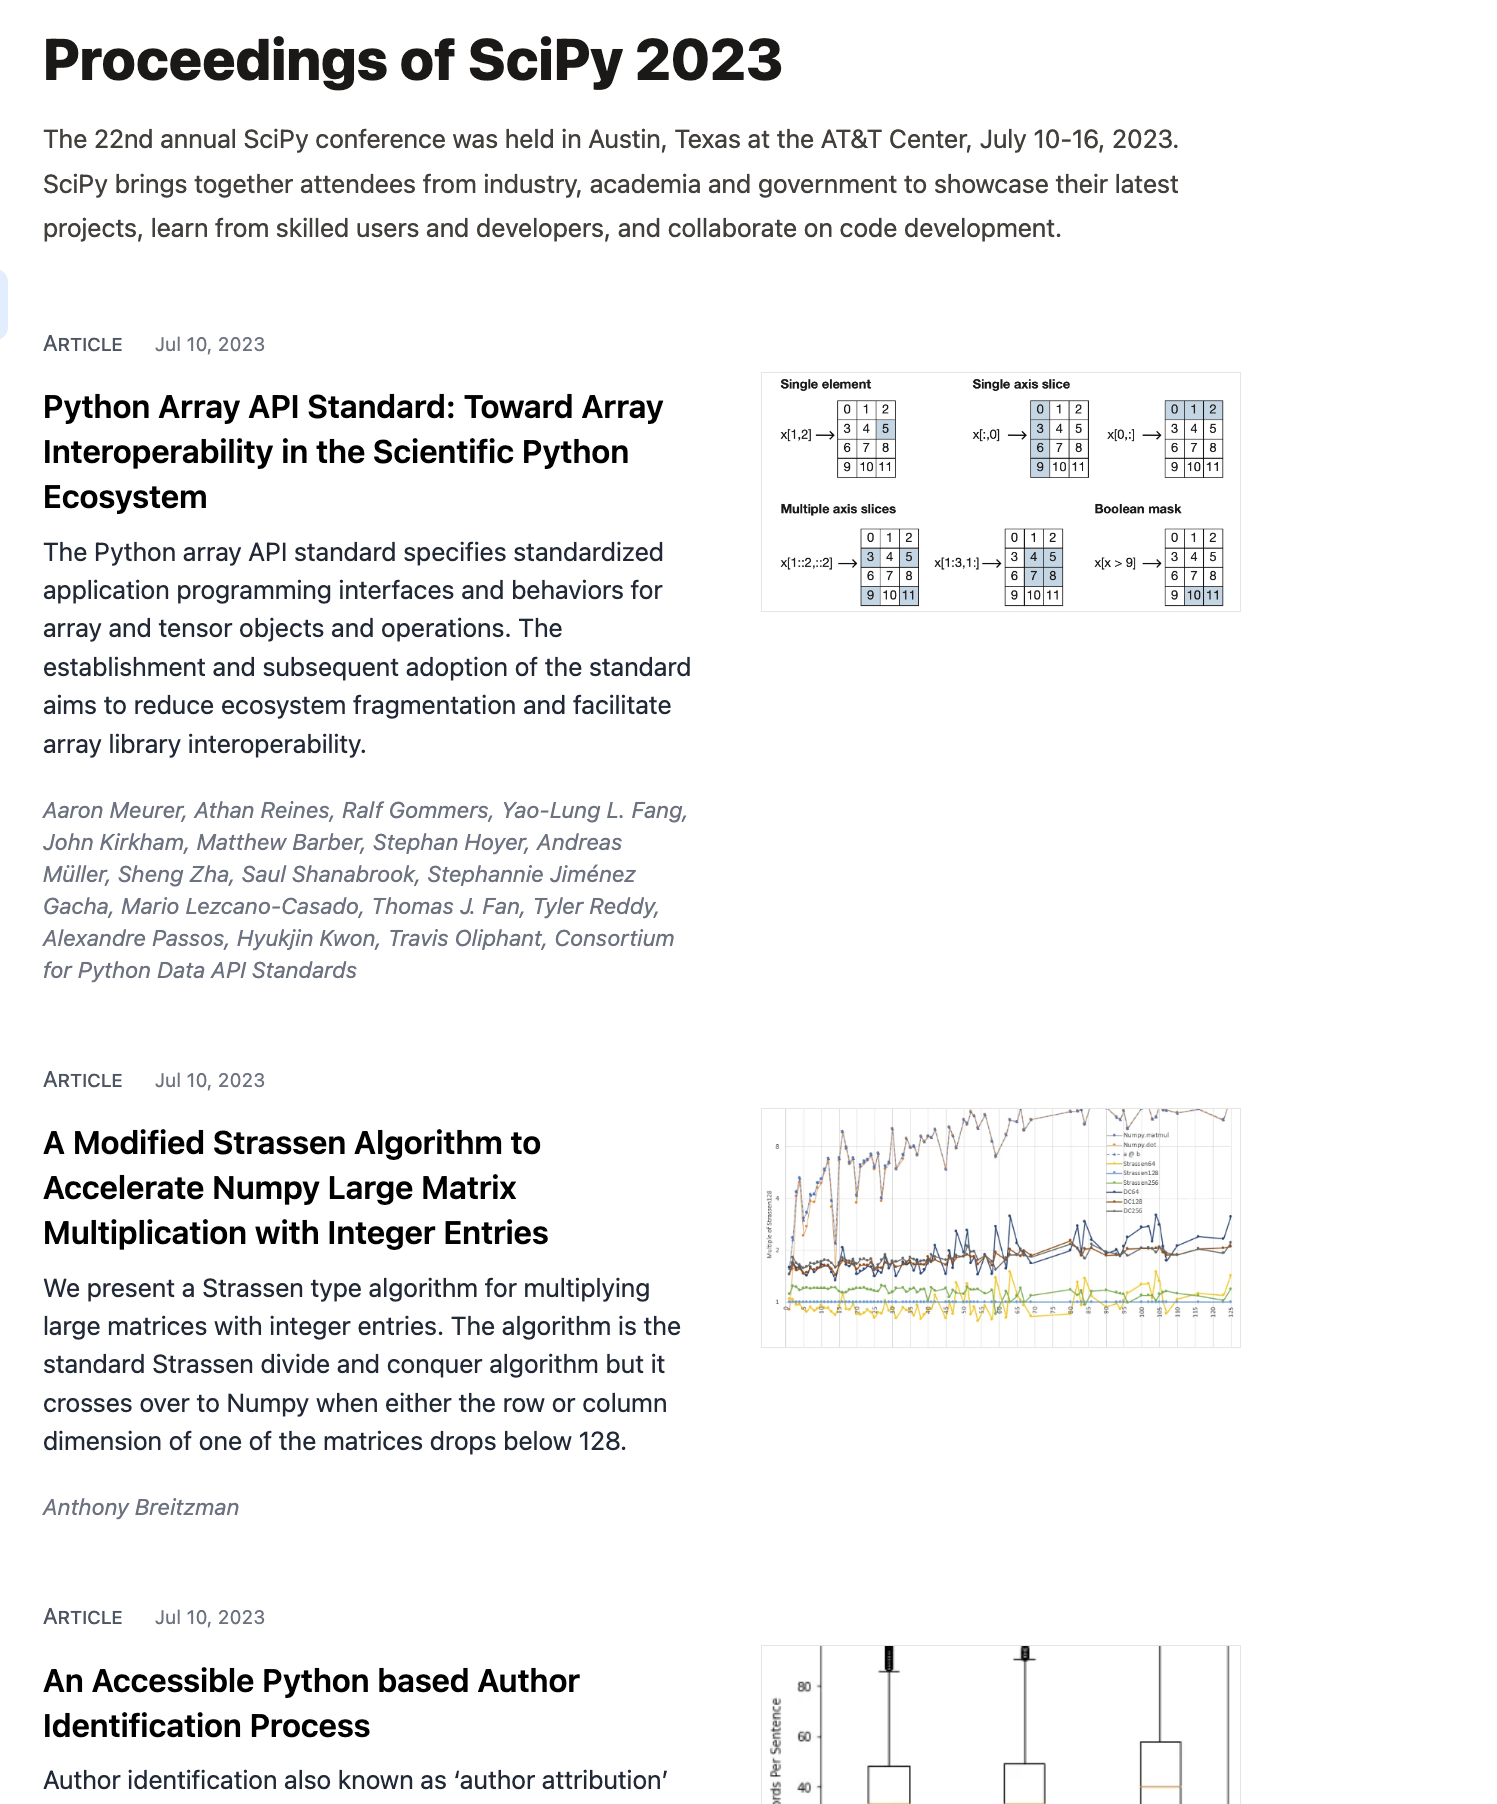 Proceedings of SciPy 2023
The 22nd annual SciPy conference was held in Austin, Texas at the AT&T Center, July 10-16, 2023.
SciPy brings together attendees from industry, academia and government to showcase their latest
projects, learn from skilled users and developers, and collaborate on code development.
ARTICLE Jul 10, 2023
Python Array API Standard: Toward Array
Interoperability in the Scientific Python
Ecosystem
The Python array API standard specifies standardized
application programming interfaces and behaviors for
array and tensor objects and operations. The
establishment and subsequent adoption of the standard
aims to reduce ecosystem fragmentation and facilitate
array library interoperability.
Aaron Meurer, Athan Reines, Ralf Gommers, Yao-Lung L. Fang,
John Kirkham, Matthew Barber, Stephan Hoyer, Andreas
Müller, Sheng Zha, Saul Shanabrook, Stephannie Jiménez
Gacha, Mario Lezcano-Casado, Thomas J. Fan, Tyler Reddy,
Alexandre Passos, Hyukjin Kwon, Travis Oliphant, Consortium
for Python Data API Standards
Single element Single axis slice
0 1 2 0 1 2 0 1 2
x[1,2] 3 4 5 x[:,0] 3 4 5 x[0,:] 3 4 5
6 7 8 6 7 8 6 7 8
9 10 11 9 10 11 9 10 11
Multiple axis slices Boolean mask
0 1 2 0 1 2 0 1 2
x[1::2,::2] 3 4 5 x[1:3,1:] 3 4 5 x[x > 9] 3 4 5
6 7 8 6 7 8 6 7 8
9 10 11 9 10 11 9 10 11
ARTICLE Jul 10, 2023
A Modified Strassen Algorithm to
Accelerate Numpy Large Matrix
Multiplication with Integer Entries
We present a Strassen type algorithm for multiplying
large matrices with integer entries. The algorithm is the
standard Strassen divide and conquer algorithm but it
crosses over to Numpy when either the row or column
dimension of one of the matrices drops below 128.
Anthony Breitzman
Multiple of Strassen128
8
4
2
1
Numpy.matmul
Numpy.dot
a @ b
Strassen64
Strassen128
Strassen256
DC64
DC128
DC256
65 70 75 85 100 105 110 115 120 125
ARTICLE Jul 10, 2023
An Accessible Python based Author
Identification Process
Author identification also known as ‘author attribution’
Per Sentence
80
60
40